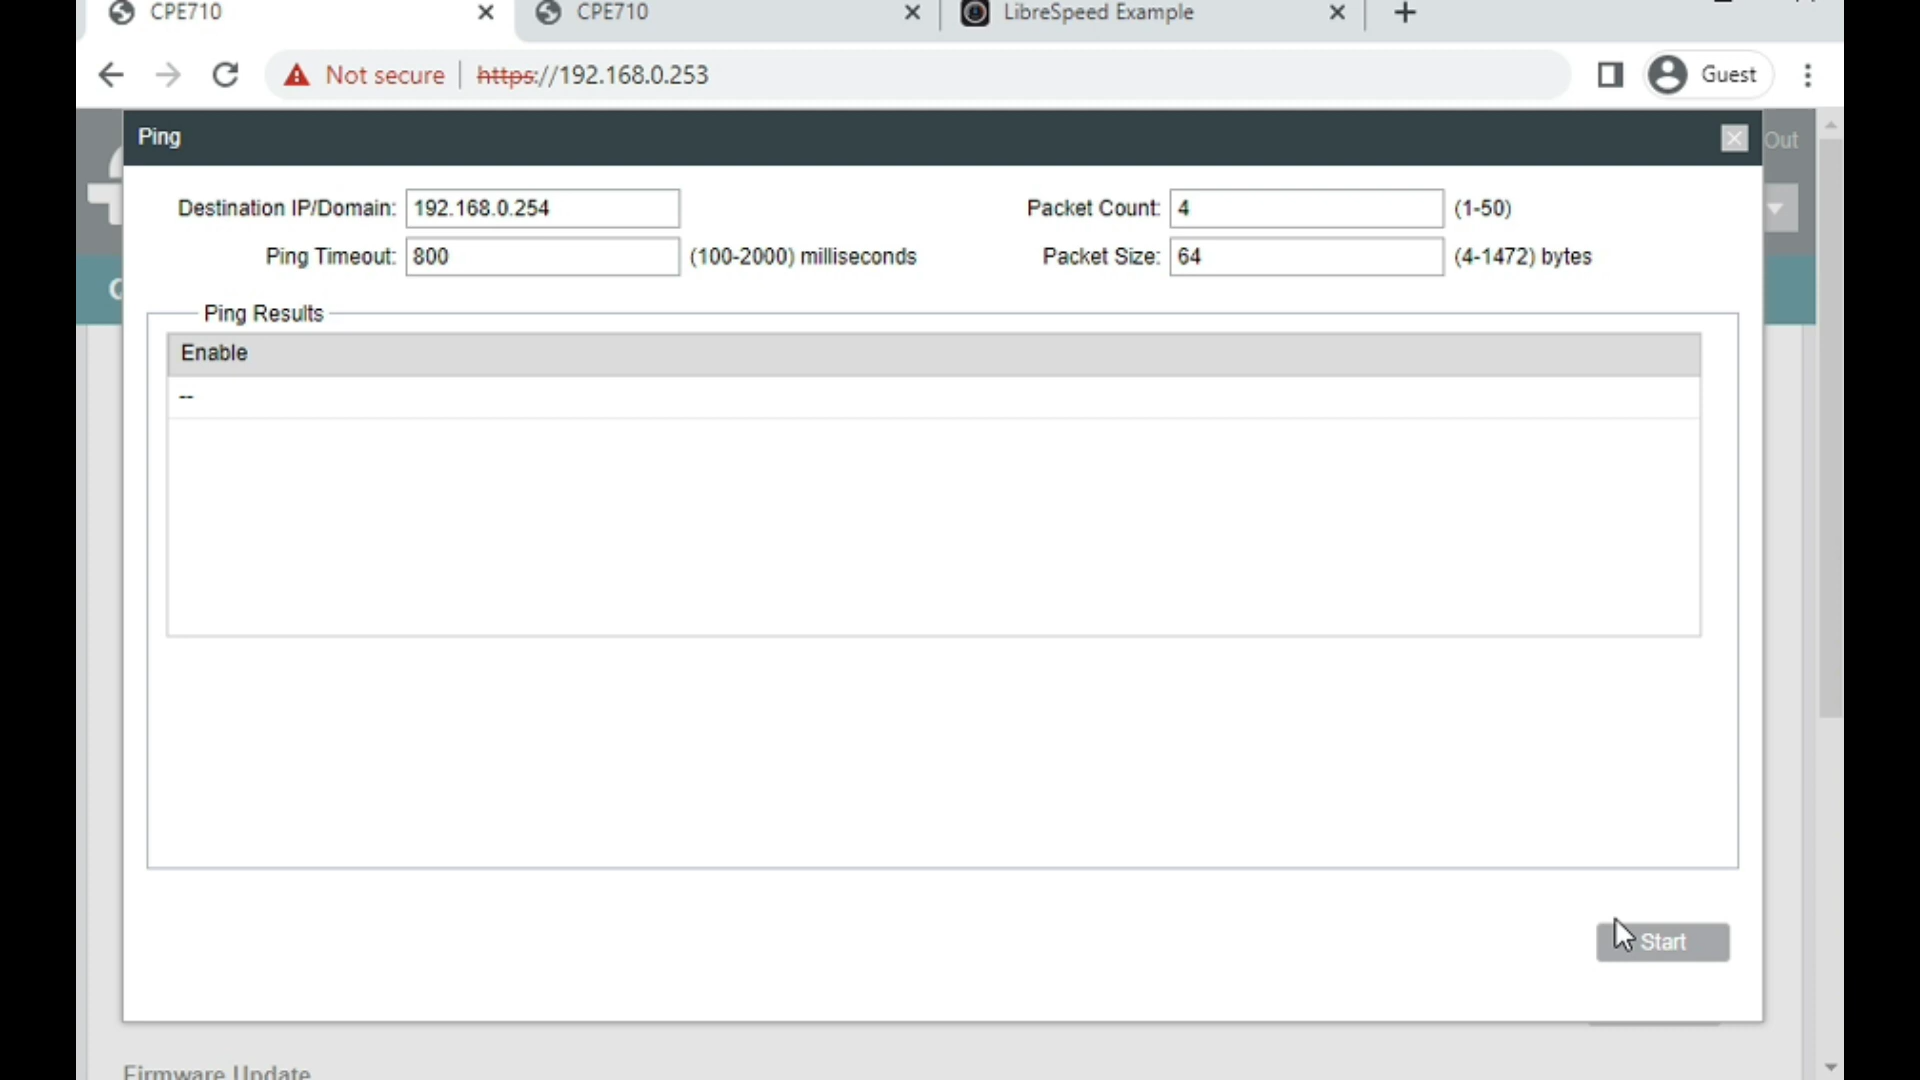 CPE710
CPE710
LibreSpeed Example
Not secure
https://192.168.0.253
Guest
Ping
Out
Destination IP/Domain: 192.168.0.254
Packet Count: 4 (1-50)
Ping Timeout: 800 (100-2000) milliseconds
Packet Size: 64 (4-1472) bytes
Ping Results
Enable
--
Start
Firmware Update